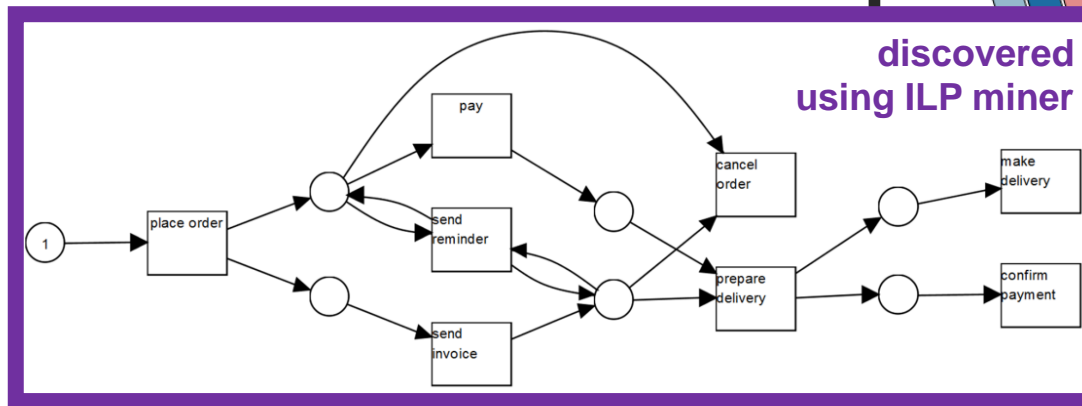 discovered
using ILP miner
pay
cancel
order
make
delivery
place order
send
reminder
1
prepare
delivery
confirm
payment
send
invoice